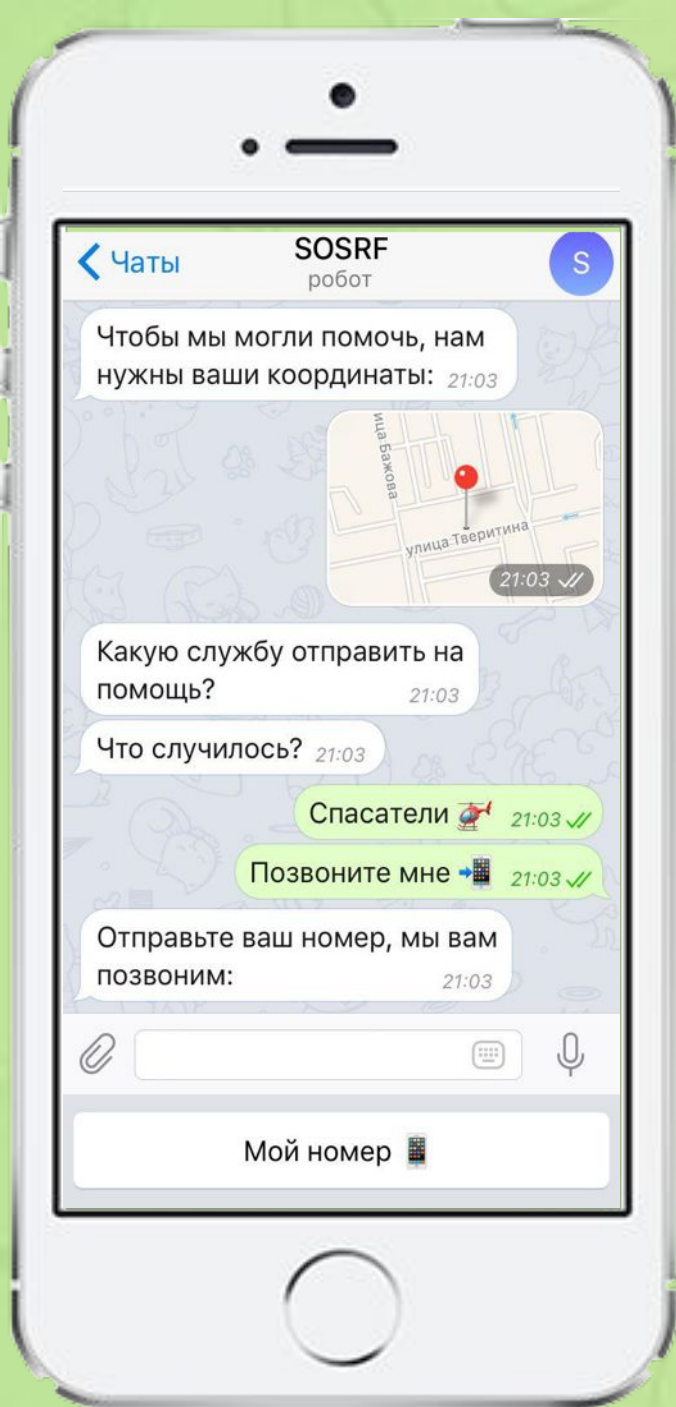 Чаты
SOSRF
робот
S
Чтобы мы могли помочь, нам
нужны ваши координаты: 21:03
ица Бажова
улица Тверитина
21:03
Какую службу отправить на
помощь? 21:03
Что случилось? 21:03
Спасатели 🚁 21:03
Позвоните мне 📲 21:03
Отправьте ваш номер, мы вам
позвоним: 21:03
Мой номер 📱